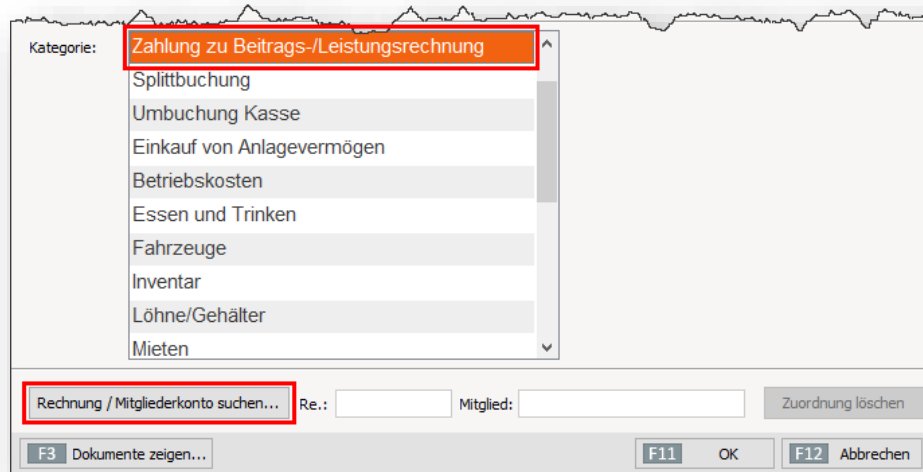 Kategorie:
Zahlung zu Beitrags-/Leistungsrechnung
Splittbuchung
Umbuchung Kasse
Einkauf von Anlagevermögen
Betriebskosten
Essen und Trinken
Fahrzeuge
Inventar
Löhne/Gehälter
Mieten
Rechnung / Mitgliederkonto suchen... Re.: Mitglied: Zuordnung löschen
F3 Dokumente zeigen... F11 OK F12 Abbrechen